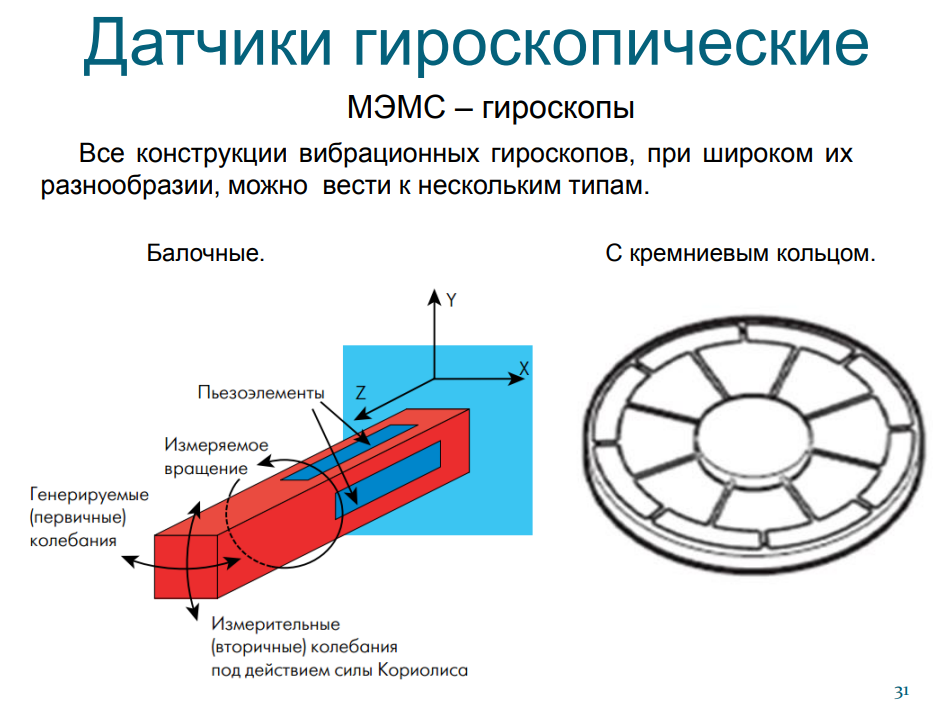 Датчики гироскопические
МЭМС – гироскопы
Все конструкции вибрационных гироскопов, при широком их
разнообразии, можно вести к нескольким типам.
Балочные.
С кремниевым кольцом.
Y
X
Z
Пьезоэлементы
Измеряемое
вращение
Генерируемые
(первичные)
колебания
Измерительные
(вторичные) колебания
под действием силы Кориолиса
31